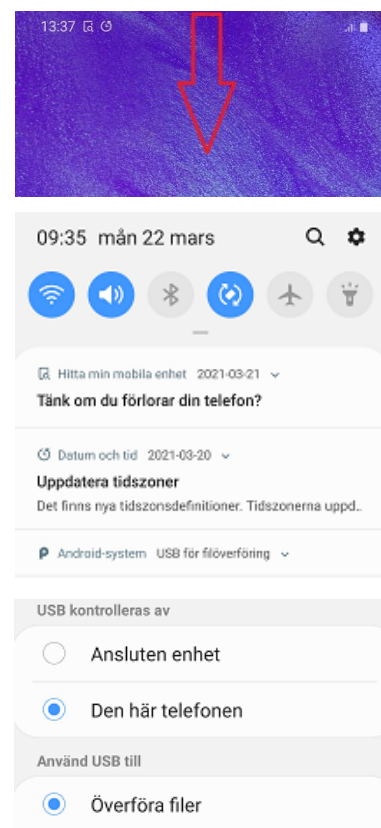 13:37
09:35 mån 22 mars
Hitta min mobila enhet 2021-03-21
Tänk om du förlorar din telefon?
Datum och tid 2021-03-20
Uppdatera tidszoner
Det finns nya tidszonsdefinitioner. Tidszonerna uppd..
Android-system USB för filöverföring
USB kontrolleras av
Ansluten enhet
Den här telefonen
Använd USB till
Överföra filer